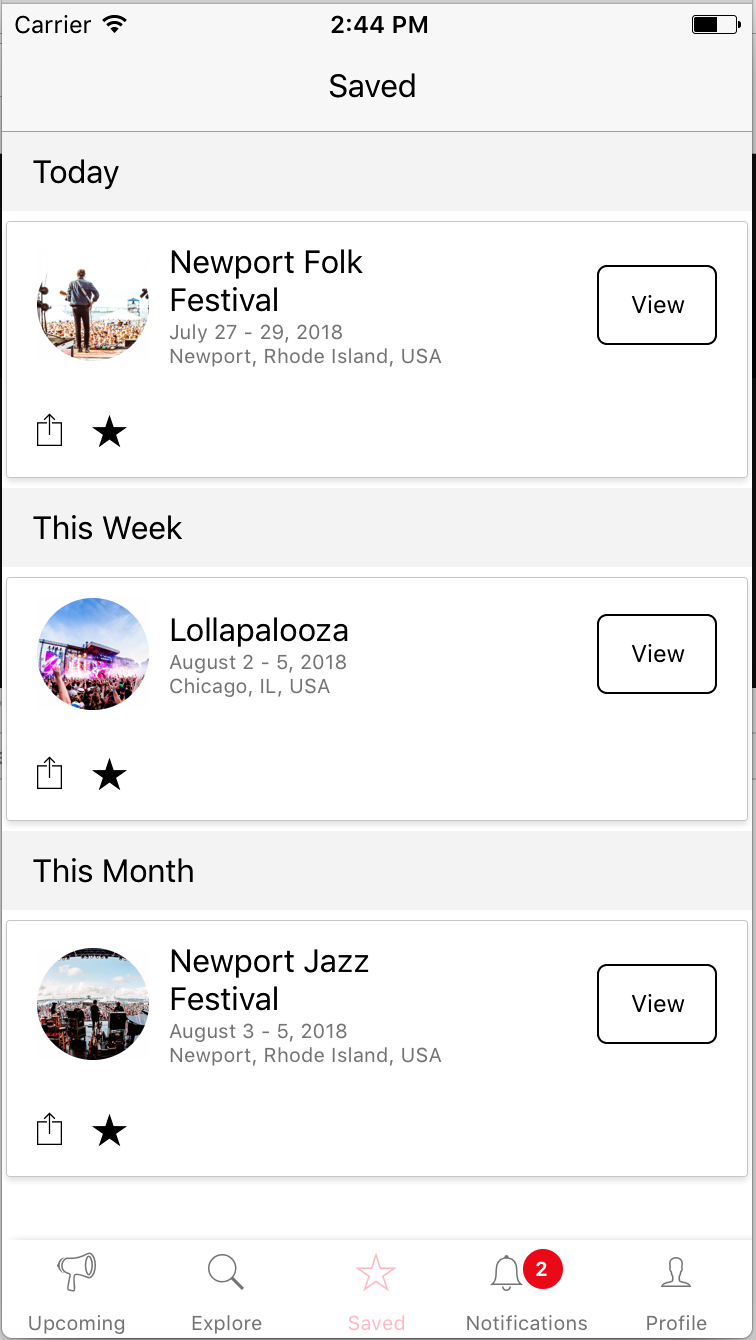 Carrier 2:44 PM
Saved
Today
Newport Folk
Festival
July 27 - 29, 2018
Newport, Rhode Island, USA
View
This Week
Lollapalooza
August 2 - 5, 2018
Chicago, IL, USA
View
This Month
Newport Jazz
Festival
August 3 - 5, 2018
Newport, Rhode Island, USA
View
2
Upcoming Explore Saved Notifications Profile